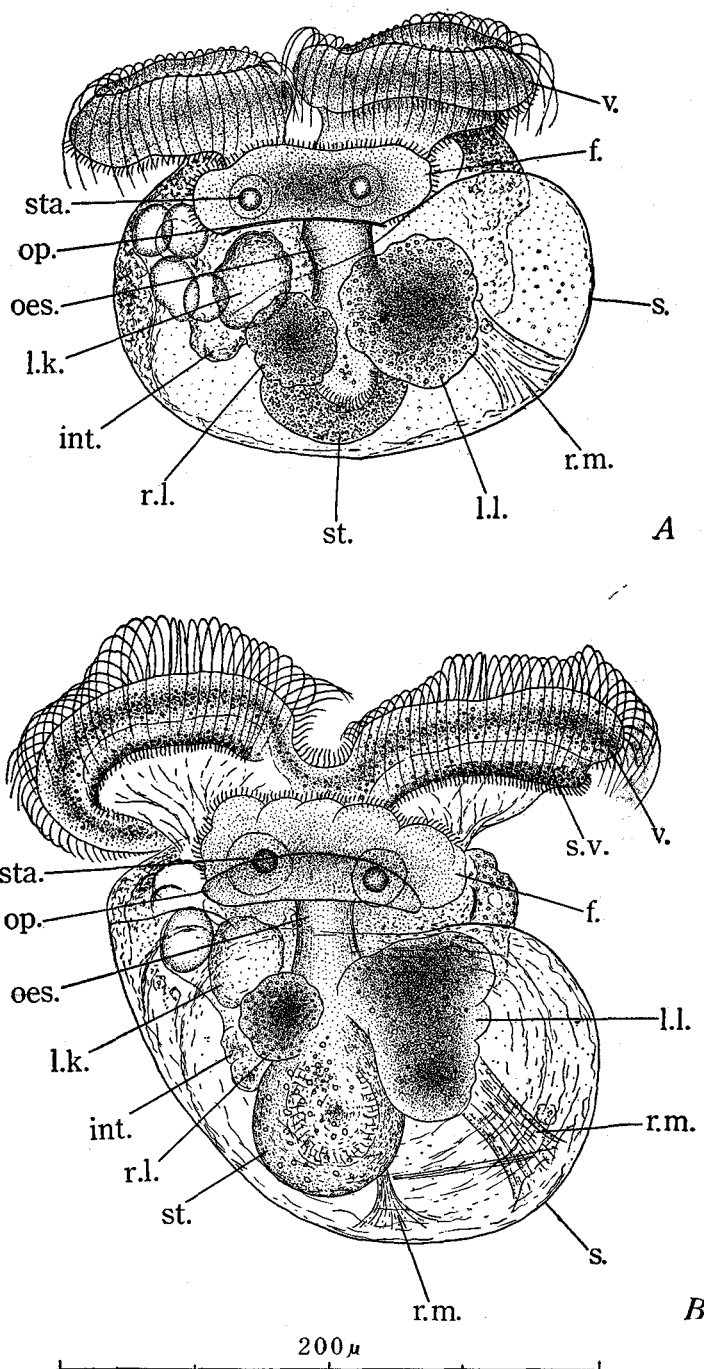 v.
f.
sta.
op.
oes.
s.
l.k.
int.
r.m.
r.l.
l.l.
st.
A
v.
s.v.
sta.
f.
op.
oes.
l.l.
l.k.
int.
r.m.
r.l.
st.
s.
r.m.
B
200μ